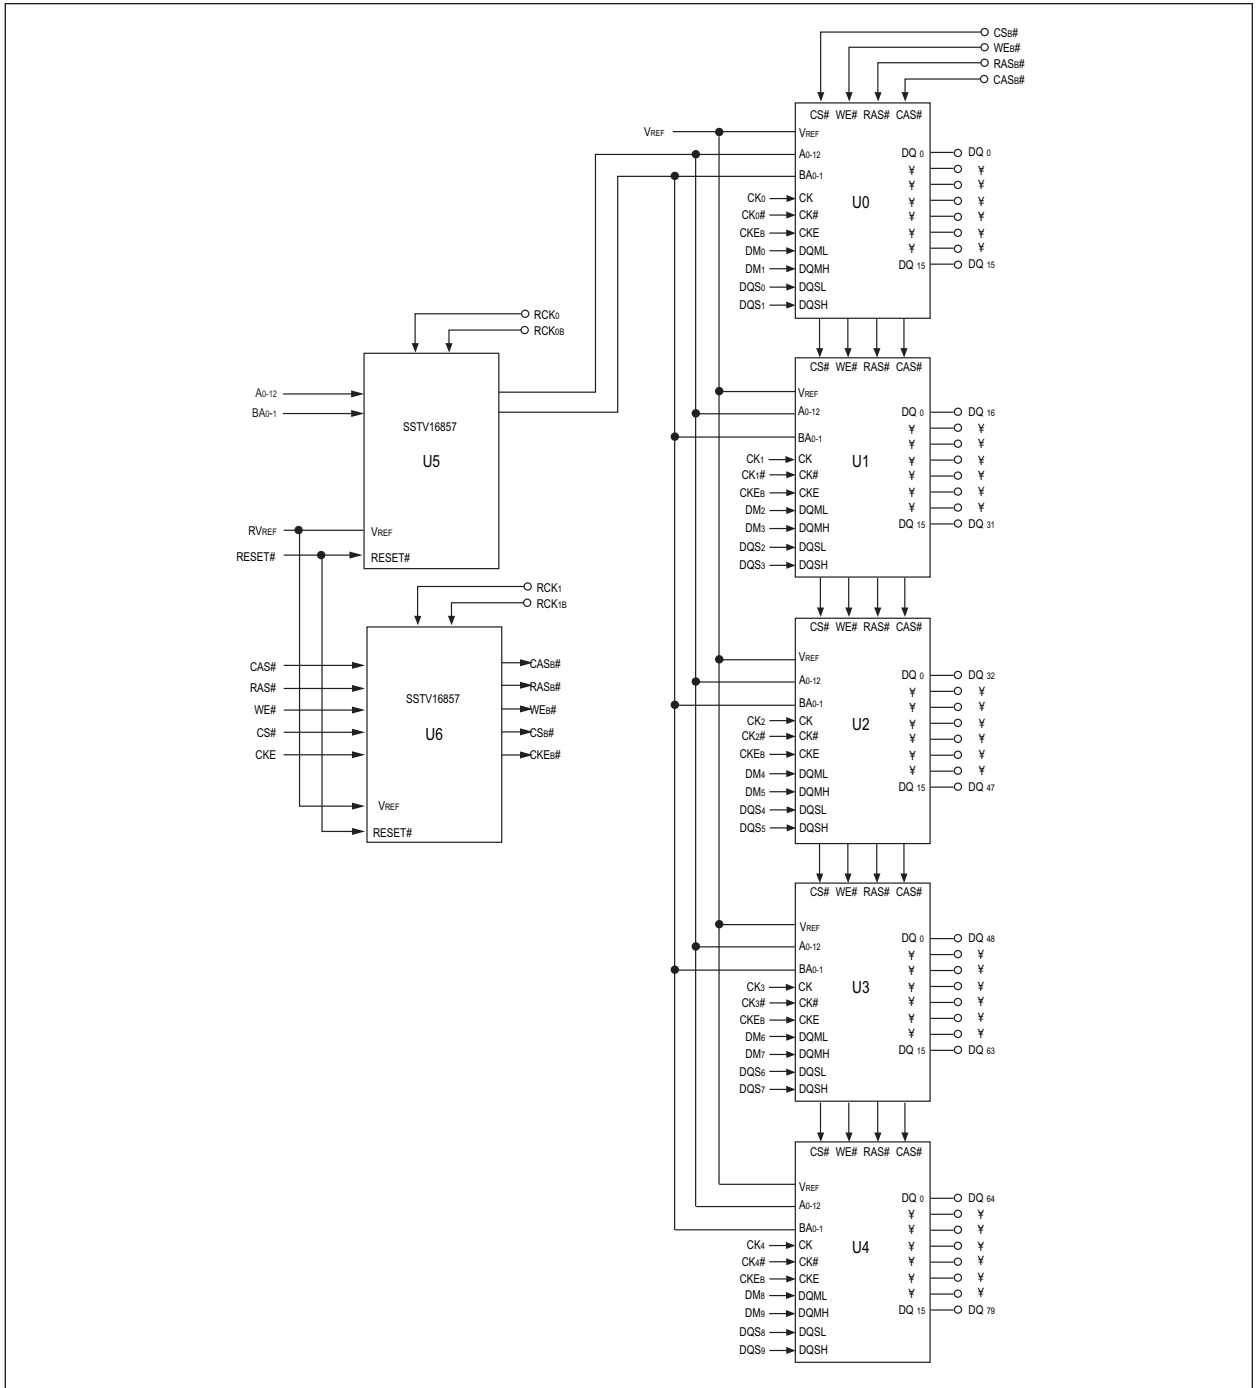 CSB#
WEB#
RASB#
CASB#
CS# WE# RAS# CAS#
VREF
VREF
A0-12
BA0-1
CK0 CK
CK0# CK#
CKEB CKE
DM0 DQML
DM1 DQMH
DQS0 DQSL
DQS1 DQSH
U0
DQ 0 DQ 0
¥ ¥
¥ ¥
¥ ¥
¥ ¥
¥ ¥
¥ ¥
DQ 15 DQ 15
RCK0
RCK0B
A0-12
BA0-1
SSTV16857
U5
RVREF VREF
RESET# RESET#
CS# WE# RAS# CAS#
VREF
A0-12
BA0-1
CK1 CK
CK1# CK#
CKEB CKE
DM2 DQML
DM3 DQMH
DQS2 DQSL
DQS3 DQSH
U1
DQ 0 DQ 16
¥ ¥
¥ ¥
¥ ¥
¥ ¥
¥ ¥
¥ ¥
DQ 15 DQ 31
RCK1
RCK1B
CAS# CASB#
RAS# RASB#
WE# WEB#
CS# CSB#
CKE CKEB#
SSTV16857
U6
VREF
RESET#
CS# WE# RAS# CAS#
VREF
A0-12
BA0-1
CK2 CK
CK2# CK#
CKEB CKE
DM4 DQML
DM5 DQMH
DQS4 DQSL
DQS5 DQSH
U2
DQ 0 DQ 32
¥ ¥
¥ ¥
¥ ¥
¥ ¥
¥ ¥
¥ ¥
DQ 15 DQ 47
CS# WE# RAS# CAS#
VREF
A0-12
BA0-1
CK3 CK
CK3# CK#
CKEB CKE
DM6 DQML
DM7 DQMH
DQS6 DQSL
DQS7 DQSH
U3
DQ 0 DQ 48
¥ ¥
¥ ¥
¥ ¥
¥ ¥
¥ ¥
¥ ¥
DQ 15 DQ 63
CS# WE# RAS# CAS#
VREF
A0-12
BA0-1
CK4 CK
CK4# CK#
CKEB CKE
DM8 DQML
DM9 DQMH
DQS8 DQSL
DQS9 DQSH
U4
DQ 0 DQ 64
¥ ¥
¥ ¥
¥ ¥
¥ ¥
¥ ¥
¥ ¥
DQ 15 DQ 79